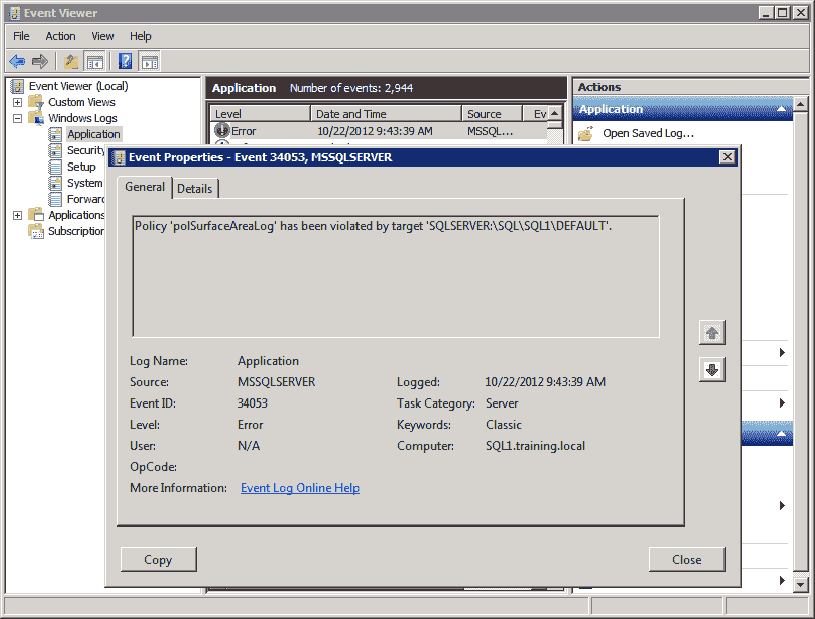 Event Viewer
File Action View Help
Event Viewer (Local)
Custom Views
Windows Logs
Application
Security
Setup
System
Forward
Applications
Subscription
Application Number of events: 2,944
Level Date and Time Source Ev
Error 10/22/2012 9:43:39 AM MSSQL...
Actions
Application
Open Saved Log...
Event Properties - Event 34053, MSSQLSERVER
General Details
Policy 'polSurfaceAreaLog' has been violated by target 'SQLSERVER:\SQL\SQL1\DEFAULT'.
Log Name: Application
Source: MSSQLSERVER Logged: 10/22/2012 9:43:39 AM
Event ID: 34053 Task Category: Server
Level: Error Keywords: Classic
User: N/A Computer: SQL1.training.local
OpCode:
More Information: Event Log Online Help
Copy Close